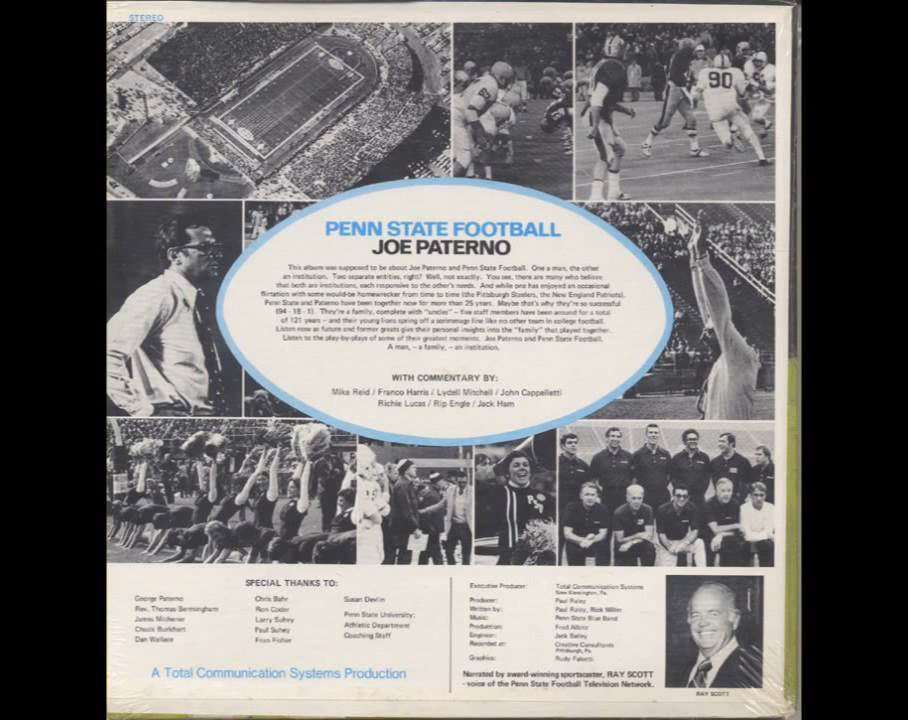 STEREO
90
PENN STATE FOOTBALL
JOE PATERNO
This album was supposed to be about Joe Paterno and Penn State Football. One a man, the other
an institution. Two separate entities, right? Well, not exactly. You see, there are many who believe
that both are institutions, each responsive to the other's needs. And while one has enjoyed an occasional
flirtation with some would-be homewrecker from time to time (the Pittsburgh Steelers, the New England Patriots).
Penn State and Paterno have been together now for more than 25 years. Maybe that's why they're so successful
(94 - 18 - 1). They're a family, complete with "uncles" – five staff members have been around for a total
of 121 years – and their young lions spring off a scrimmage line like no other team in college football.
Listen now as future and former greats give their personal insights into the "family" that played together.
Listen to the play-by-plays of some of their greatest moments. Joe Paterno and Penn State Football.
A man, – a family, – an institution.
WITH COMMENTARY BY:
Mike Reid / Franco Harris / Lydell Mitchell / John Cappelletti
Richie Lucas / Rip Engle / Jack Ham
SPECIAL THANKS TO:
George Paterno
Rev. Thomas Bermingham
James Michener
Chuck Burkhart
Dan Wallace
Chris Bahr
Ron Coder
Larry Suhey
Paul Suhey
Fran Fisher
Susan Devlin
Penn State University:
Athletic Department
Coaching Staff
A Total Communication Systems Production
Executive Producer: Total Communication Systems
New Kensington, Pa.
Producer: Paul Raley
Written by: Paul Raley, Rick Miller
Music: Penn State Blue Band
Production: Fred
Engineer: Jack Bailey
Recorded at: Creative Consultants
Pittsburgh, Pa.
Graphics: Rudy
Narrated by award-winning sportscaster, RAY SCOTT
- voice of the Penn State Football Television Network.
RAY SCOTT